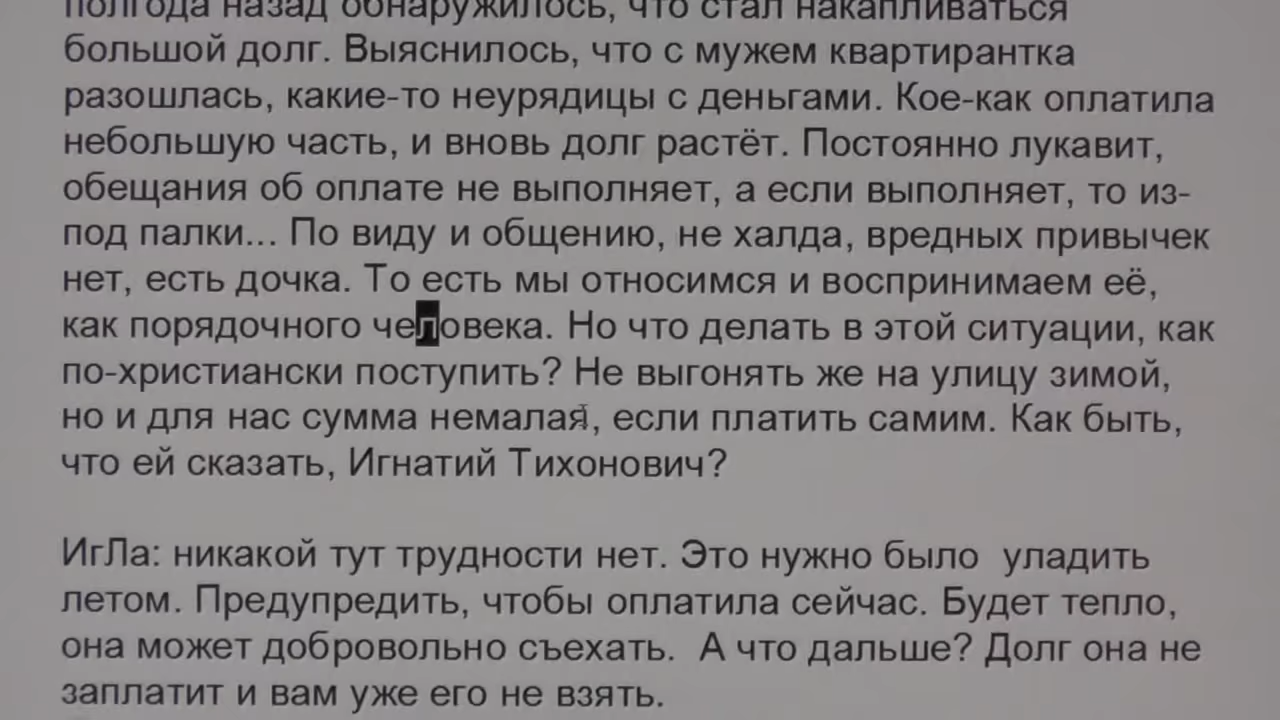 полгода назад обнаружилось, что стал накапливаться
большой долг. Выяснилось, что с мужем квартирантка
разошлась, какие-то неурядицы с деньгами. Кое-как оплатила
небольшую часть, и вновь долг растёт. Постоянно лукавит,
обещания об оплате не выполняет, а если выполняет, то из-
под палки... По виду и общению, не халда, вредных привычек
нет, есть дочка. То есть мы относимся и воспринимаем её,
как порядочного человека. Но что делать в этой ситуации, как
по-христиански поступить? Не выгонять же на улицу зимой,
но и для нас сумма немалая, если платить самим. Как быть,
что ей сказать, Игнатий Тихонович?
ИгЛа: никакой тут трудности нет. Это нужно было  уладить
летом. Предупредить, чтобы оплатила сейчас. Будет тепло,
она может добровольно съехать.  А что дальше? Долг она не
заплатит и вам уже его не взять.